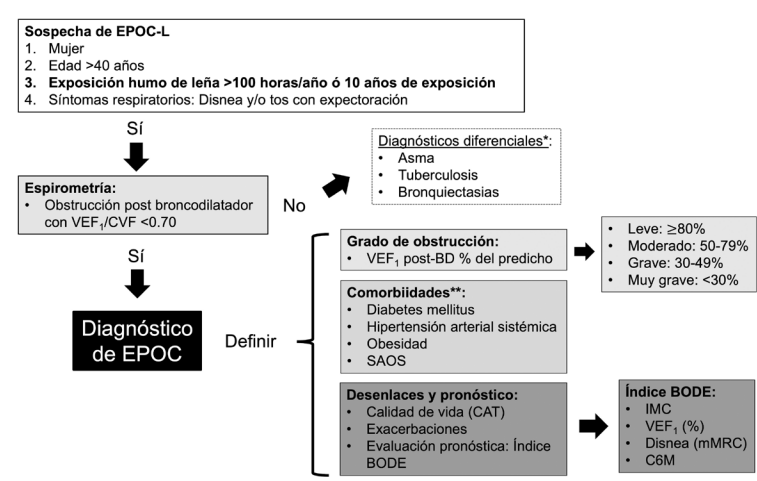 Sospecha de EPOC-L
1. Mujer
2. Edad >40 años
3. Exposición humo de leña >100 horas/año ó 10 años de exposición
4. Síntomas respiratorios: Disnea y/o tos con expectoración
Sí
Diagnósticos diferenciales*:
• Asma
• Tuberculosis
• Bronquiectasias
Espirometría:
• Obstrucción post broncodilatador
con VEF₁/CVF <0.70
No
Sí
Diagnóstico
de EPOC
Definir
Grado de obstrucción:
• VEF₁ post-BD % del predicho
• Leve: ≥80%
• Moderado: 50-79%
• Grave: 30-49%
• Muy grave: <30%
Comorbiidades**:
• Diabetes mellitus
• Hipertensión arterial sistémica
• Obesidad
• SAOS
Desenlaces y pronóstico:
• Calidad de vida (CAT)
• Exacerbaciones
• Evaluación pronóstica: Índice
BODE
Índice BODE:
• IMC
• VEF₁ (%)
• Disnea (mMRC)
• C6M